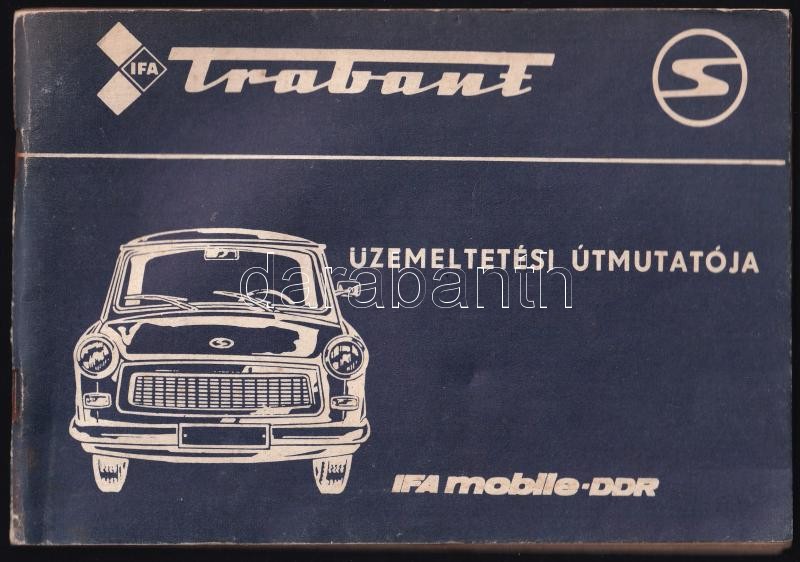 IFA Trabant S
ÜZEMELTETÉSI ÚTMUTATÓJA
darabanth
S
IFA mobile-DDR